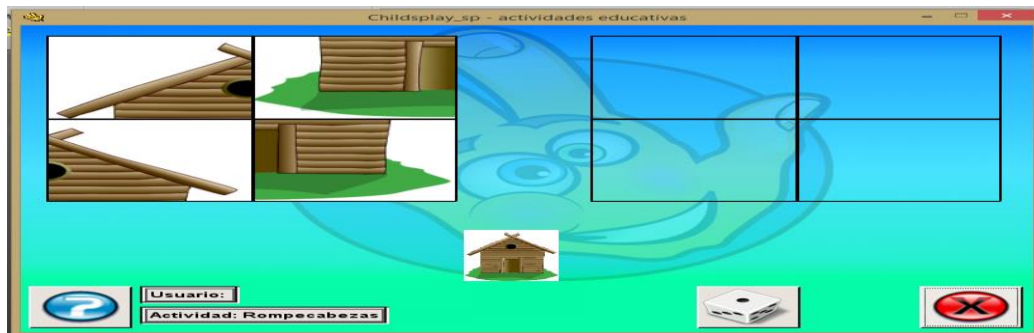 Childsplay_sp - actividades educativas
Usuario:
Actividad: Rompecabezas